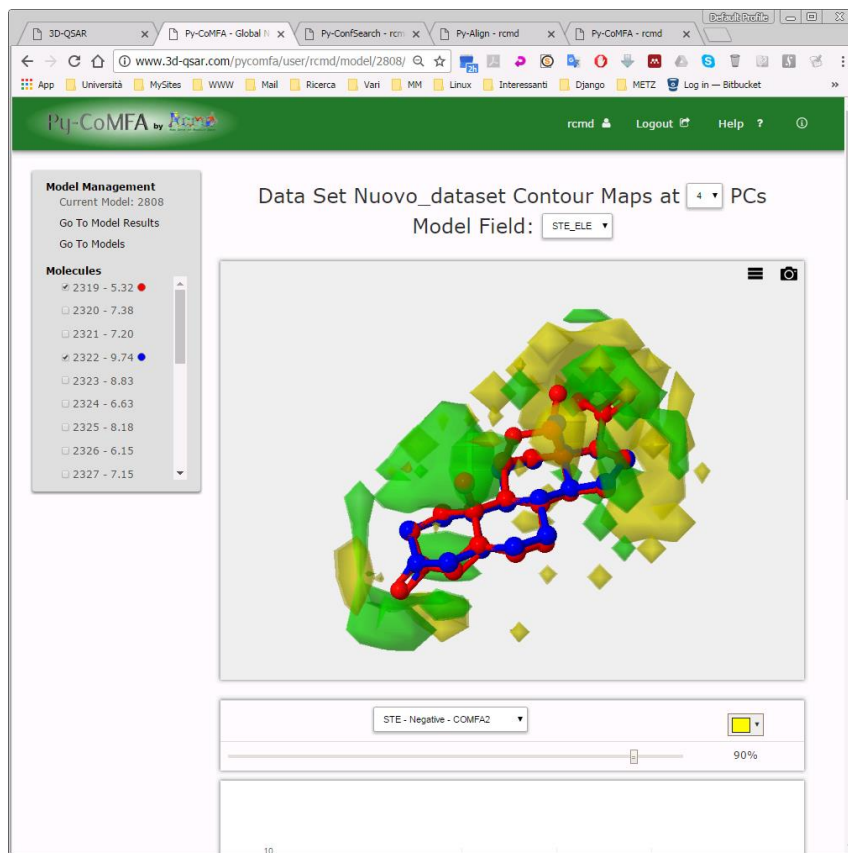 Default Profile
3D-QSAR
Py-CoMFA - Global N
Py-ConfSearch - rcm
Py-Align - rcmd
Py-CoMFA - rcmd
www.3d-qsar.com/pycomfa/user/rcmd/model/2808/
2h
App Università MySites WWW Mail Ricerca Vari MM Linux Interessanti Django METZ Log in — Bitbucket »
Py-CoMFA by Rcmd
rcmd Logout Help ?
Model Management
Current Model: 2808
Go To Model Results
Go To Models
Molecules
2319 - 5.32
2320 - 7.38
2321 - 7.20
2322 - 9.74
2323 - 8.83
2324 - 6.63
2325 - 8.18
2326 - 6.15
2327 - 7.15
Data Set Nuovo_dataset Contour Maps at 4 PCs
Model Field: STE_ELE
STE - Negative - COMFA2
90%
10